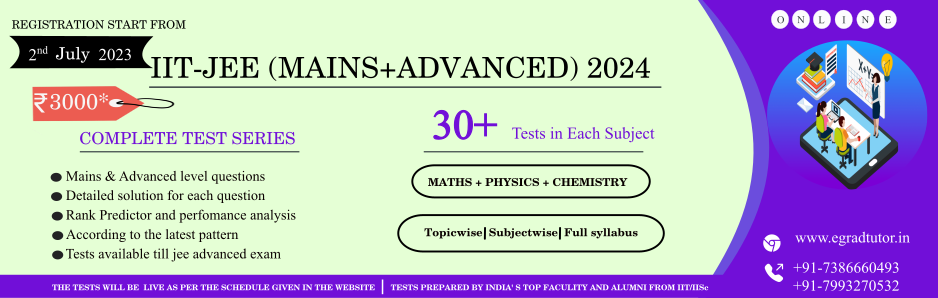 REGISTRATION START FROM
2nd July 2023
IIT-JEE (MAINS+ADVANCED) 2024
₹3000*
COMPLETE TEST SERIES
Mains & Advanced level questions
Detailed solution for each question
Rank Predictor and perfomance analysis
According to the latest pattern
Tests available till jee advanced exam
30+ Tests in Each Subject
MATHS + PHYSICS + CHEMISTRY
Topicwise| Subjectwise| Full syllabus
ONLINE
X+Y
www.egradtutor.in
+91-7386660493
+91-7993270532
THE TESTS WILL BE LIVE AS PER THE SCHEDULE GIVEN IN THE WEBSITE | TESTS PREPARED BY INDIA'S TOP FACULITY AND ALUMNI FROM IIT/IISc